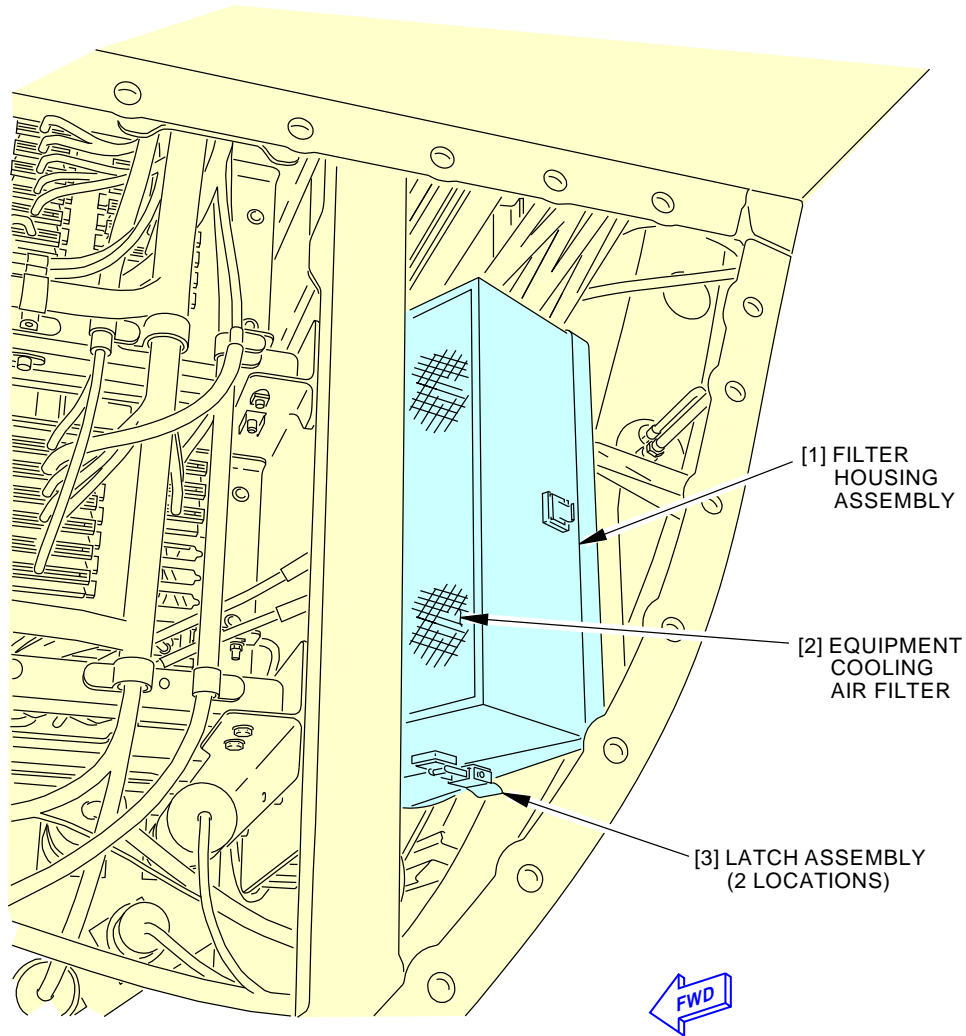 [1] FILTER
HOUSING
ASSEMBLY
[2] EQUIPMENT
COOLING
AIR FILTER
[3] LATCH ASSEMBLY
(2 LOCATIONS)
FWD